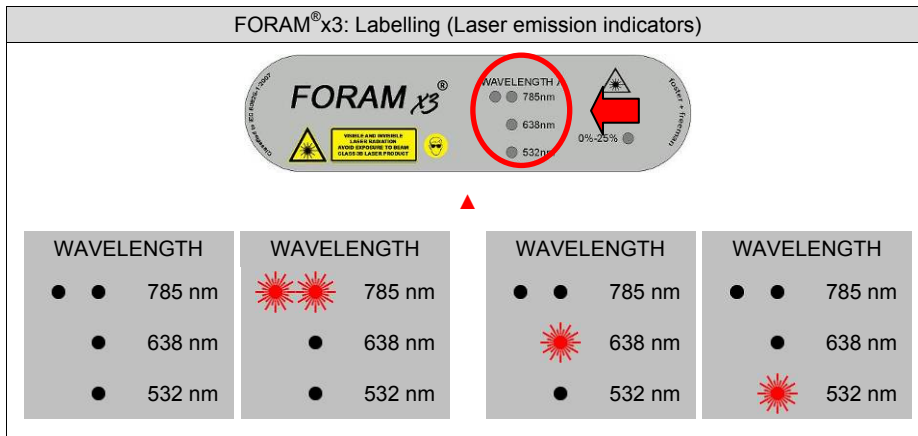 FORAM®x3: Labelling (Laser emission indicators)
FORAM x3®
WAVELENGTH
785nm
638nm
532nm
0%-25%
foster + freeman
VISIBLE AND INVISIBLE
LASER RADIATION
AVOID EXPOSURE TO BEAM
CLASS 3B LASER PRODUCT
WAVELENGTH
785 nm
638 nm
532 nm
WAVELENGTH
785 nm
638 nm
532 nm
WAVELENGTH
785 nm
638 nm
532 nm
WAVELENGTH
785 nm
638 nm
532 nm